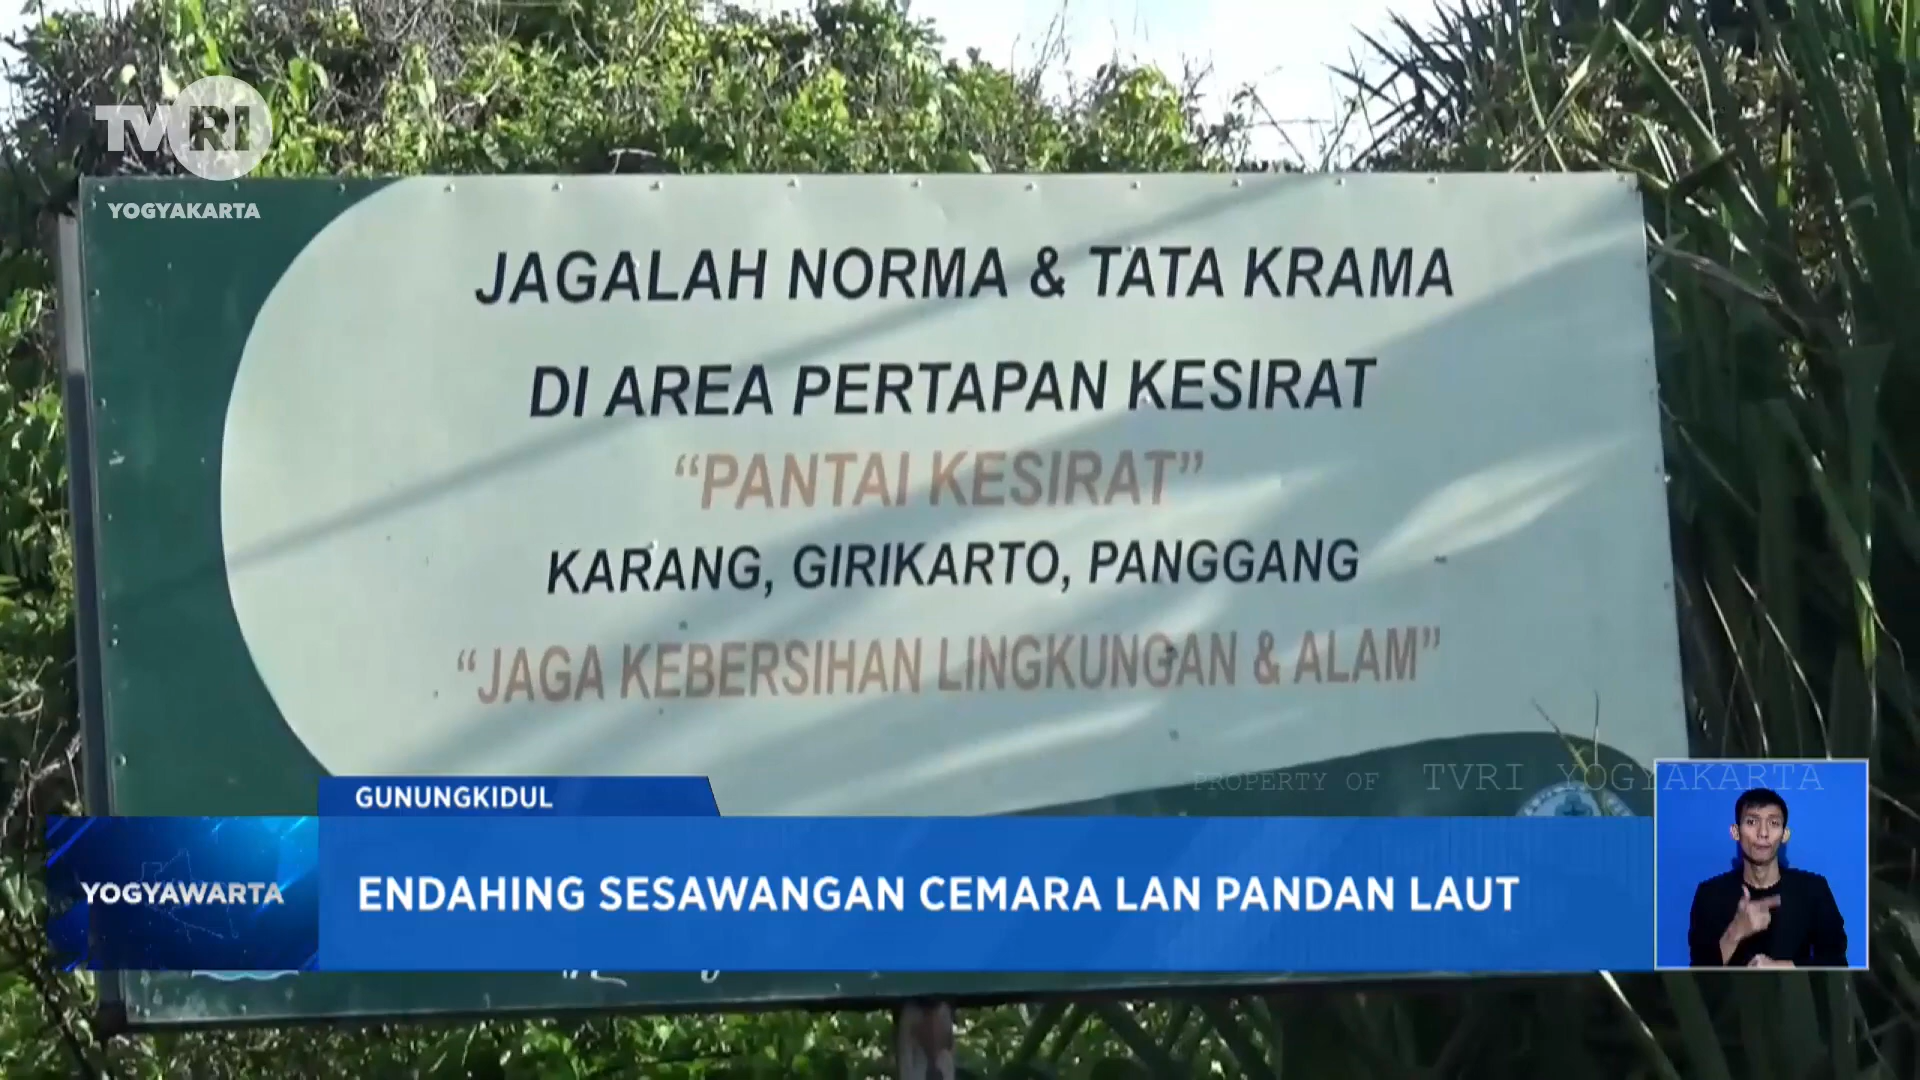 TVRI
YOGYAKARTA
JAGALAH NORMA & TATA KRAMA
DI AREA PERTAPAN KESIRAT
“PANTAI KESIRAT”
KARANG, GIRIKARTO, PANGGANG
“JAGA KEBERSIHAN LINGKUNGAN & ALAM”
PROPERTY OF TVRI YOGYAKARTA
GUNUNGKIDUL
YOGYAWARTA
ENDAHING SESAWANGAN CEMARA LAN PANDAN LAUT